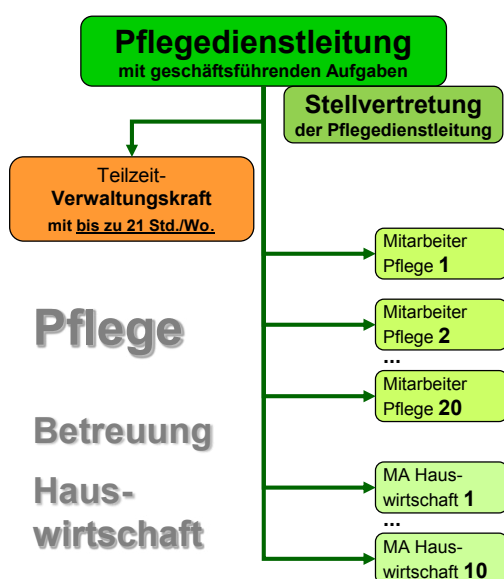 Pflegedienstleitung
mit geschäftsführenden Aufgaben
Stellvertretung
der Pflegedienstleitung
Teilzeit-
Verwaltungskraft
mit bis zu 21 Std./Wo.
Mitarbeiter
Pflege 1
Pflege
Mitarbeiter
Pflege 2
...
Mitarbeiter
Pflege 20
Betreuung
Haus-
wirtschaft
MA Haus-
wirtschaft 1
...
MA Haus-
wirtschaft 10